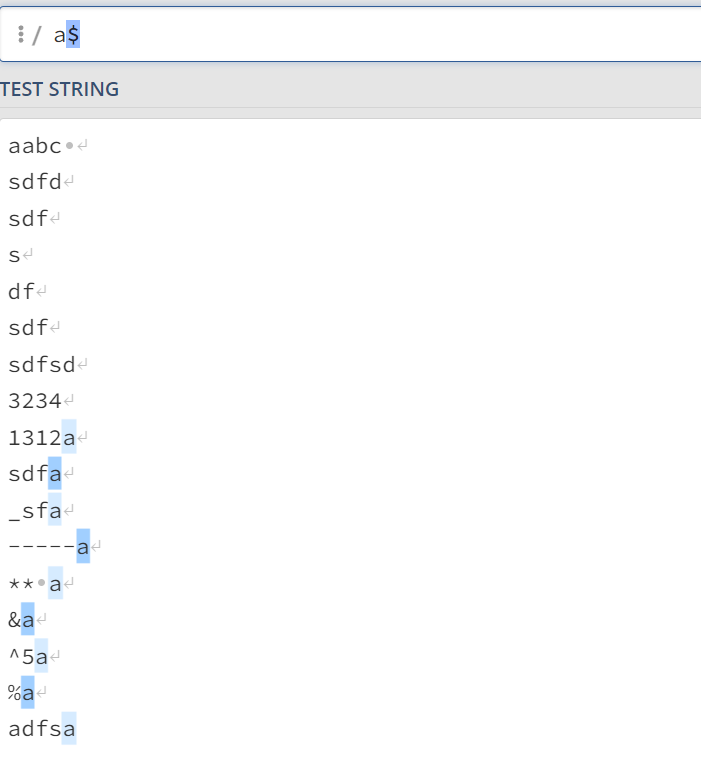 / a$
TEST STRING
aabc
sdfd
sdf
s
df
sdf
sdfsd
3234
1312a
sdfa
_sfa
-----a
** a
&a
^5a
%a
adfsa